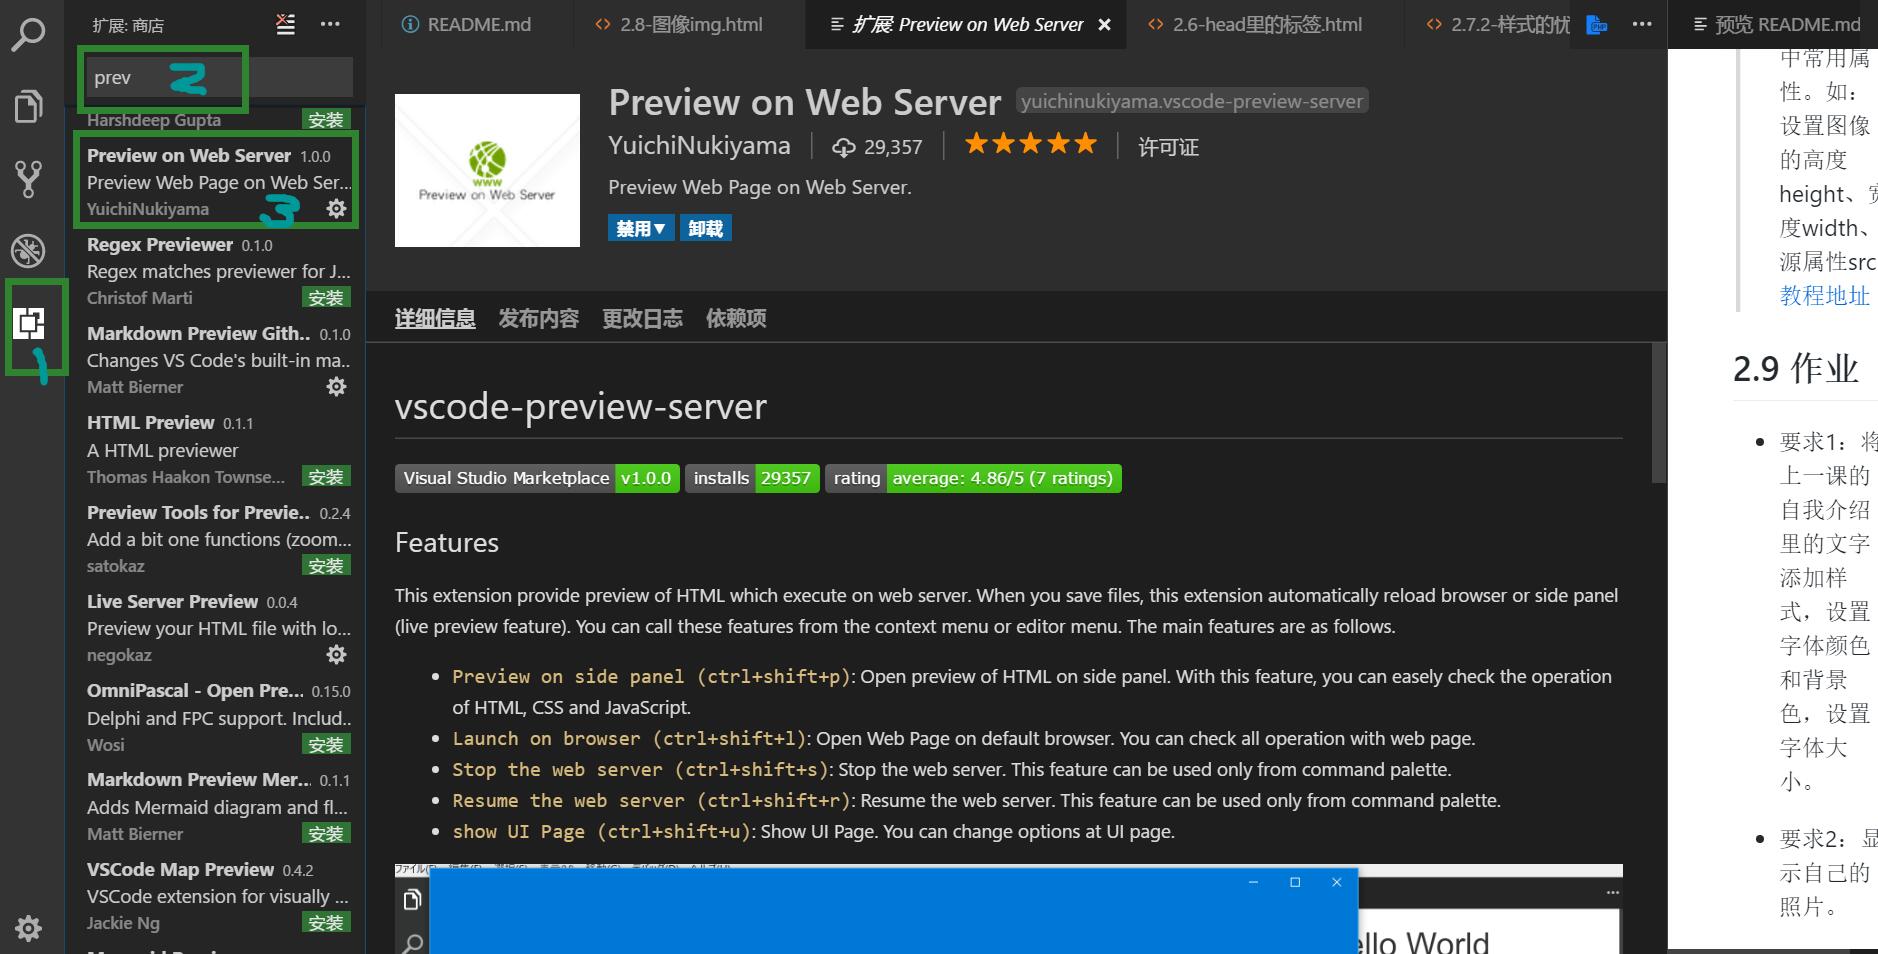 扩展: 商店
prev
2
Harshdeep Gupta 安装
Preview on Web Server 1.0.0
Preview Web Page on Web Ser...
YuichiNukiyama
3
Regex Previewer 0.1.0
Regex matches previewer for J...
Christof Marti 安装
Markdown Preview Gith.. 0.1.0
Changes VS Code's built-in ma..
Matt Bierner
1
HTML Preview 0.1.1
A HTML previewer
Thomas Haakon Townse... 安装
Preview Tools for Previe.. 0.2.4
Add a bit one functions (zoom...
satokaz 安装
Live Server Preview 0.0.4
Preview your HTML file with lo...
negokaz
OmniPascal - Open Pre... 0.15.0
Delphi and FPC support. Includ..
Wosi 安装
Markdown Preview Mer... 0.1.1
Adds Mermaid diagram and fl...
Matt Bierner 安装
VSCode Map Preview 0.4.2
VSCode extension for visually ...
Jackie Ng 安装
README.md
2.8-图像img.html
扩展: Preview on Web Server
2.6-head里的标签.html
2.7.2-样式的优
Preview on Web Server yuichinukiyama.vscode-preview-server
YuichiNukiyama 29,357 许可证
Preview Web Page on Web Server.
禁用▼ 卸载
WWW
Preview on Web Server
详细信息 发布内容 更改日志 依赖项
vscode-preview-server
Visual Studio Marketplace v1.0.0 installs 29357 rating average: 4.86/5 (7 ratings)
Features
This extension provide preview of HTML which execute on web server. When you save files, this extension automatically reload browser or side panel
(live preview feature). You can call these features from the context menu or editor menu. The main features are as follows.
Preview on side panel (ctrl+shift+p): Open preview of HTML on side panel. With this feature, you can easely check the operation
of HTML, CSS and JavaScript.
Launch on browser (ctrl+shift+l): Open Web Page on default browser. You can check all operation with web page.
Stop the web server (ctrl+shift+s): Stop the web server. This feature can be used only from command palette.
Resume the web server (ctrl+shift+r): Resume the web server. This feature can be used only from command palette.
show UI Page (ctrl+shift+u): Show UI Page. You can change options at UI page.
ello World
预览 README.md
中常用属
性。如：
设置图像
的高度
height、宽
度width、
源属性src
教程地址
2.9 作业
要求1：将
上一课的
自我介绍
里的文字
添加样
式，设置
字体颜色
和背景
色，设置
字体大
小。
要求2：显
示自己的
照片。